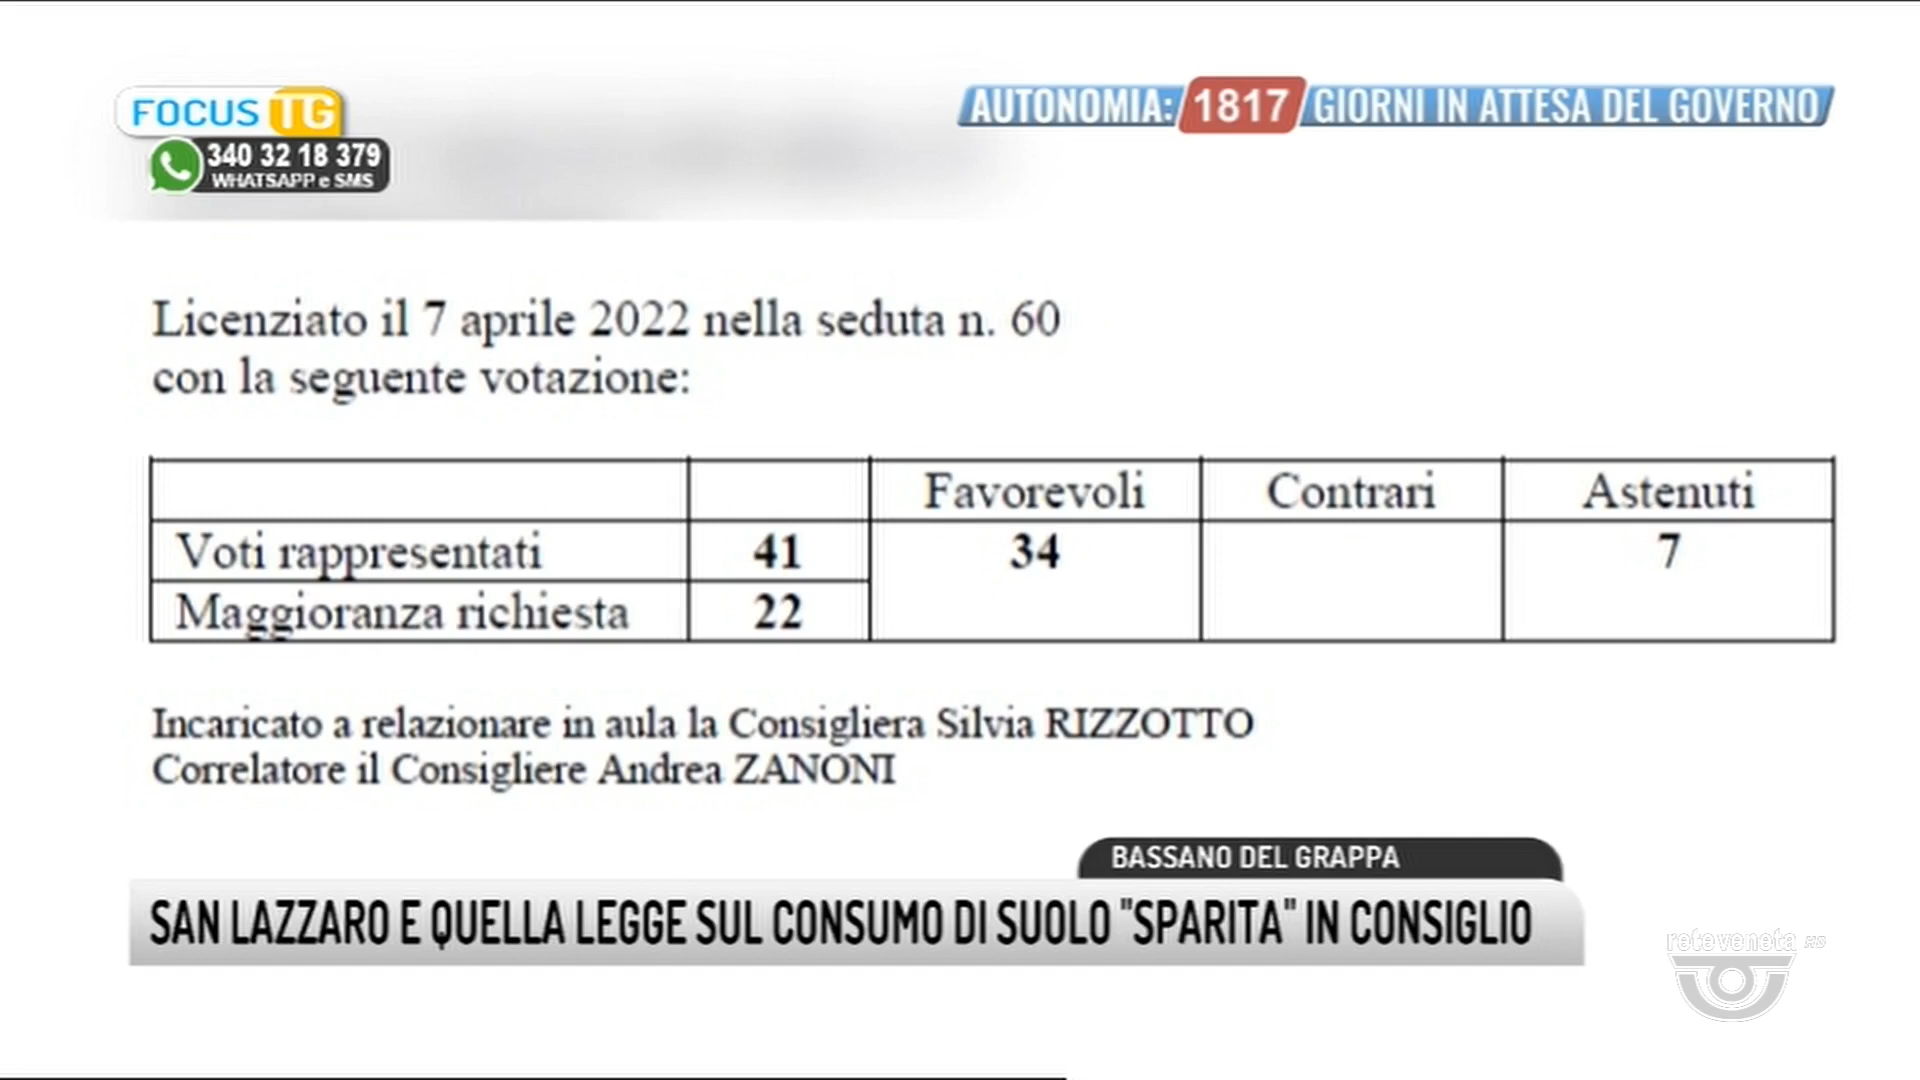 FOCUS TG
340 32 18 379
WHATSAPP e SMS
AUTONOMIA: 1817 GIORNI IN ATTESA DEL GOVERNO
Licenziato il 7 aprile 2022 nella seduta n. 60
con la seguente votazione:
Favorevoli Contrari Astenuti
Voti rappresentati 41 34 7
Maggioranza richiesta 22
Incaricato a relazionare in aula la Consigliera Silvia RIZZOTTO
Correlatore il Consigliere Andrea ZANONI
BASSANO DEL GRAPPA
SAN LAZZARO E QUELLA LEGGE SUL CONSUMO DI SUOLO "SPARITA" IN CONSIGLIO
reteveneta HD